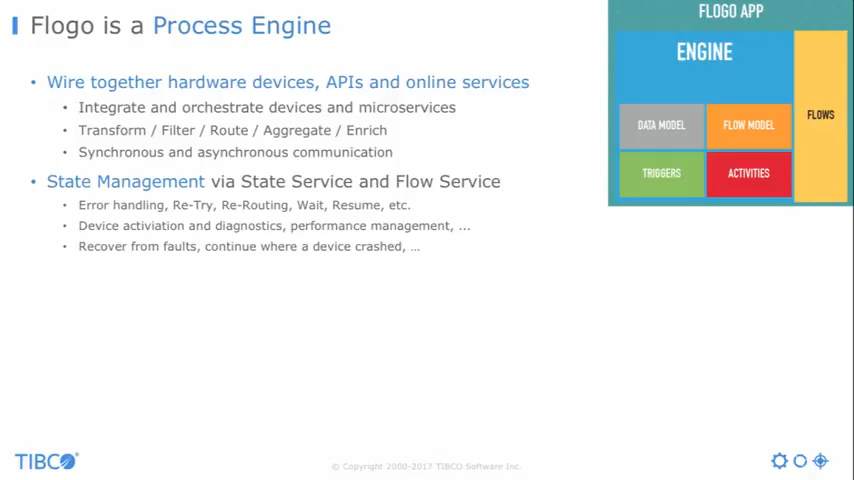 Flogo is a Process Engine
• Wire together hardware devices, APIs and online services
• Integrate and orchestrate devices and microservices
• Transform / Filter / Route / Aggregate / Enrich
• Synchronous and asynchronous communication
• State Management via State Service and Flow Service
• Error handling, Re-Try, Re-Routing, Wait, Resume, etc.
• Device activiation and diagnostics, performance management, ...
• Recover from faults, continue where a device crashed, ...
FLOGO APP
ENGINE
DATA MODEL
FLOW MODEL
TRIGGERS
ACTIVITIES
FLOWS
TIBCO
© Copyright 2000-2017 TIBCO Software Inc.